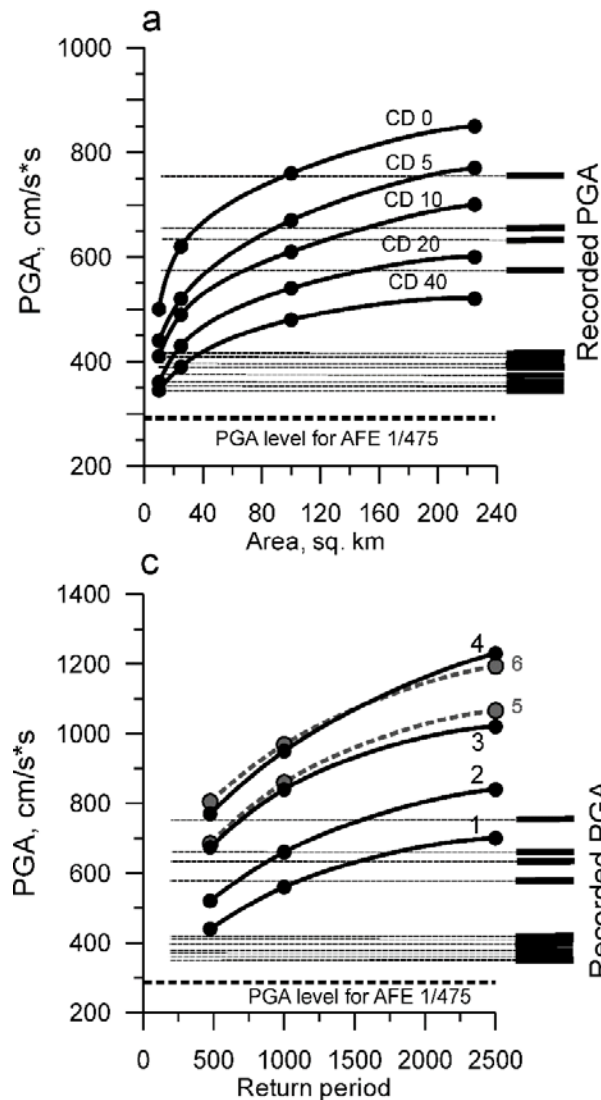 a
1000
800
600
400
200
PGA, cm/s*s
CD 0
CD 5
CD 10
CD 20
CD 40
Recorded PGA
PGA level for AFE 1/475
0 40 80 120 160 200 240
Area, sq. km
c
1400
1200
1000
800
600
400
200
PGA, cm/s*s
4
6
5
3
2
1
Recorded PGA
PGA level for AFE 1/475
0 500 1000 1500 2000 2500
Return period